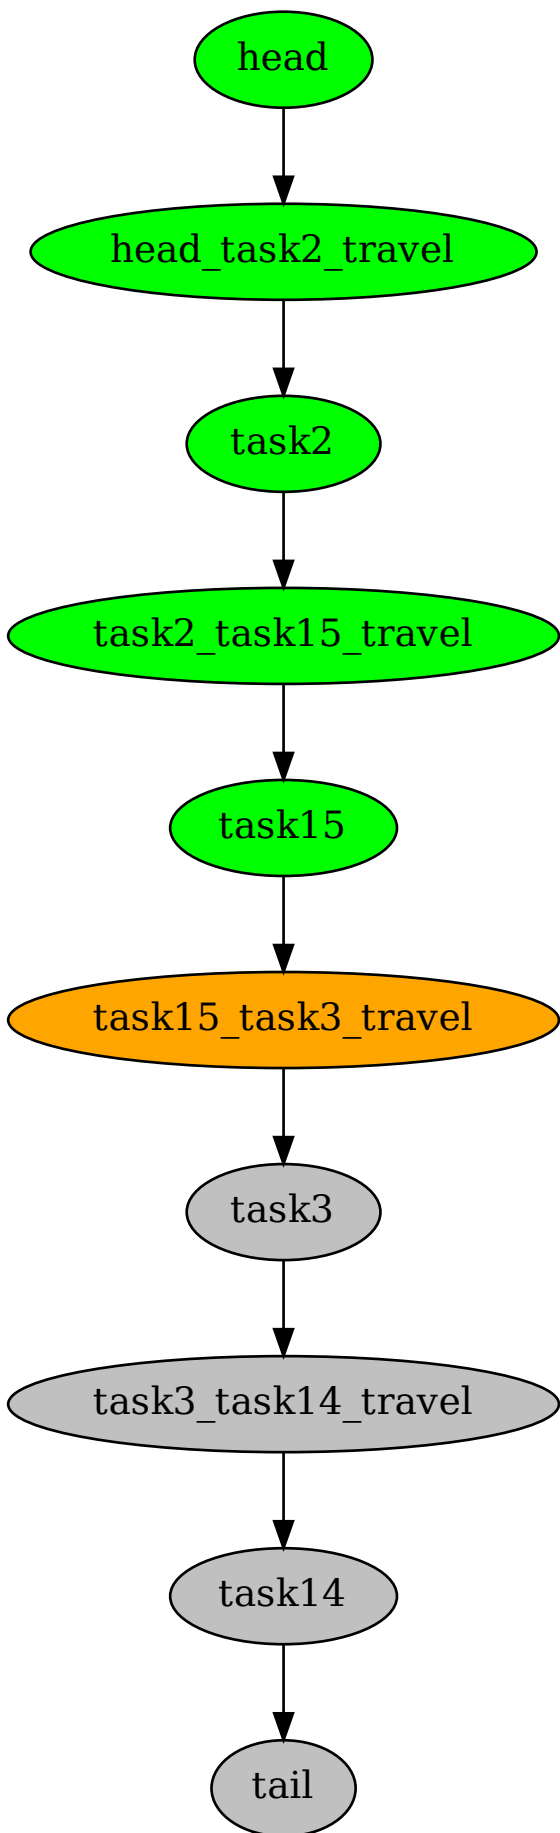 head
head_task2_travel
task2
task2_task15_travel
task15
task15_task3_travel
task3
task3_task14_travel
task14
tail